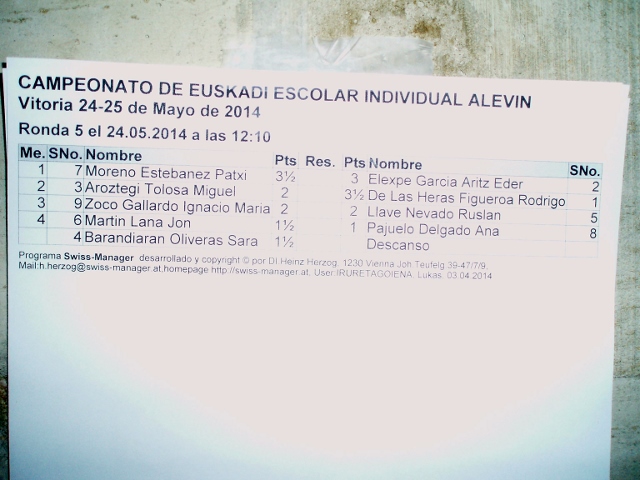 CAMPEONATO DE EUSKADI ESCOLAR INDIVIDUAL ALEVIN
Vitoria 24-25 de Mayo de 2014
Ronda 5 el 24.05.2014 a las 12:10
Me. SNo. Nombre Pts Res. Pts Nombre SNo.
1 7 Moreno Estebanez Patxi 3½ 3 Elexpe Garcia Aritz Eder 2
2 3 Aroztegi Tolosa Miguel 2 3½ De Las Heras Figueroa Rodrigo 1
3 9 Zoco Gallardo Ignacio Maria 2 2 Llave Nevado Ruslan 5
4 6 Martin Lana Jon 1½ 1 Pajuelo Delgado Ana 8
4 Barandiaran Oliveras Sara 1½ Descanso
Programa Swiss-Manager desarrollado y copyright © por DI Heinz Herzog. 1230 Vienna Joh Teufelg 39-47/7/9,
Mail:h.herzog@swiss-manager.at,homepage http://swiss-manager.at. User:IRURETAGOIENA. Lukas. 03.04.2014